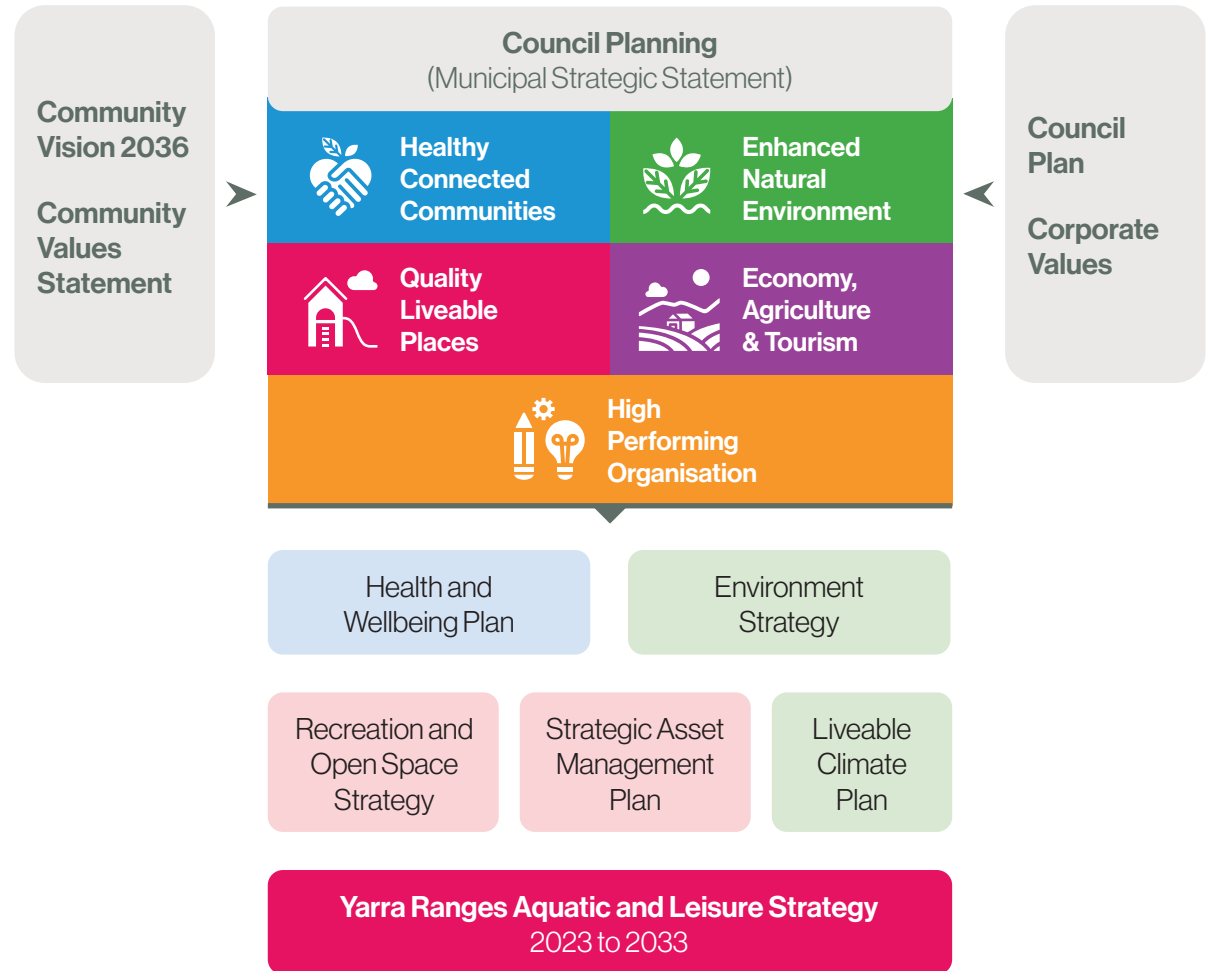 Community
Vision 2036
Community
Values
Statement
Council Planning
(Municipal Strategic Statement)
Healthy
Connected
Communities
Enhanced
Natural
Environment
Quality
Liveable
Places
Economy,
Agriculture
& Tourism
High
Performing
Organisation
Council
Plan
Corporate
Values
Health and
Wellbeing Plan
Environment
Strategy
Recreation and
Open Space
Strategy
Strategic Asset
Management
Plan
Liveable
Climate
Plan
Yarra Ranges Aquatic and Leisure Strategy
2023 to 2033